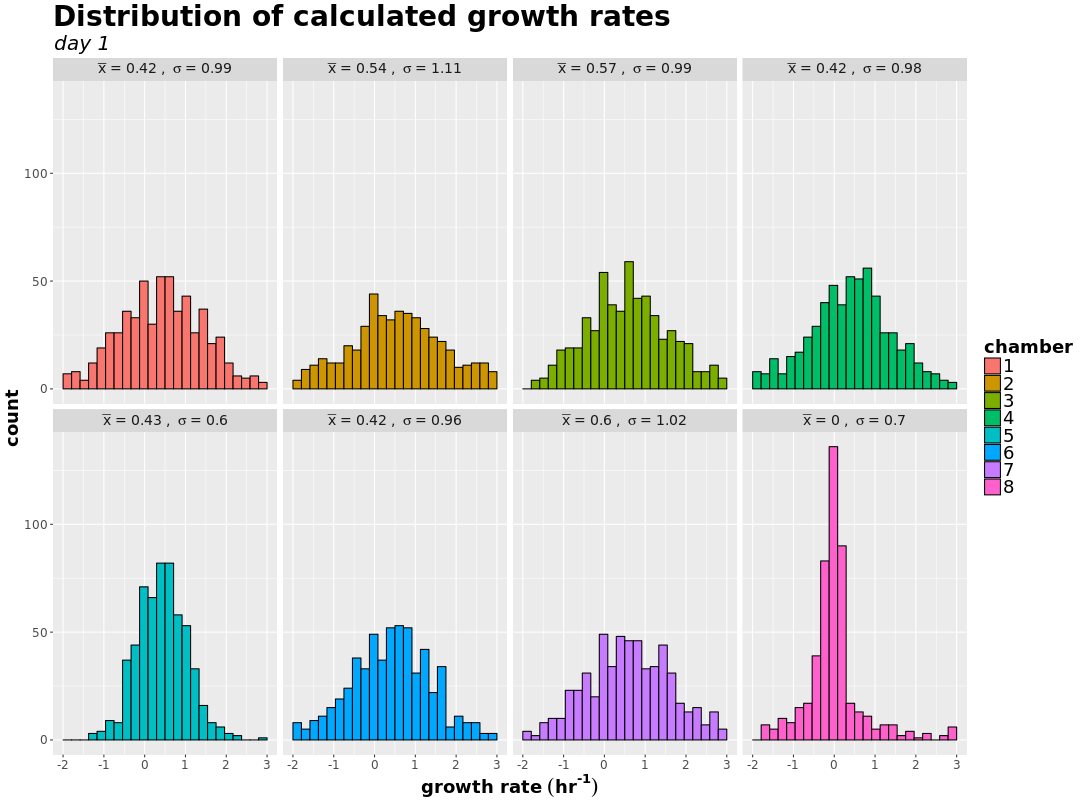 Distribution of calculated growth rates
day 1
x̅ = 0.42 , σ = 0.99
x̅ = 0.54 , σ = 1.11
x̅ = 0.57 , σ = 0.99
x̅ = 0.42 , σ = 0.98
100
50
0
x̅ = 0.43 , σ = 0.6
x̅ = 0.42 , σ = 0.96
x̅ = 0.6 , σ = 1.02
x̅ = 0 , σ = 0.7
100
50
0
-2 -1 0 1 2 3
-2 -1 0 1 2 3
-2 -1 0 1 2 3
-2 -1 0 1 2 3
count
growth rate (hr⁻¹)
chamber
1
2
3
4
5
6
7
8